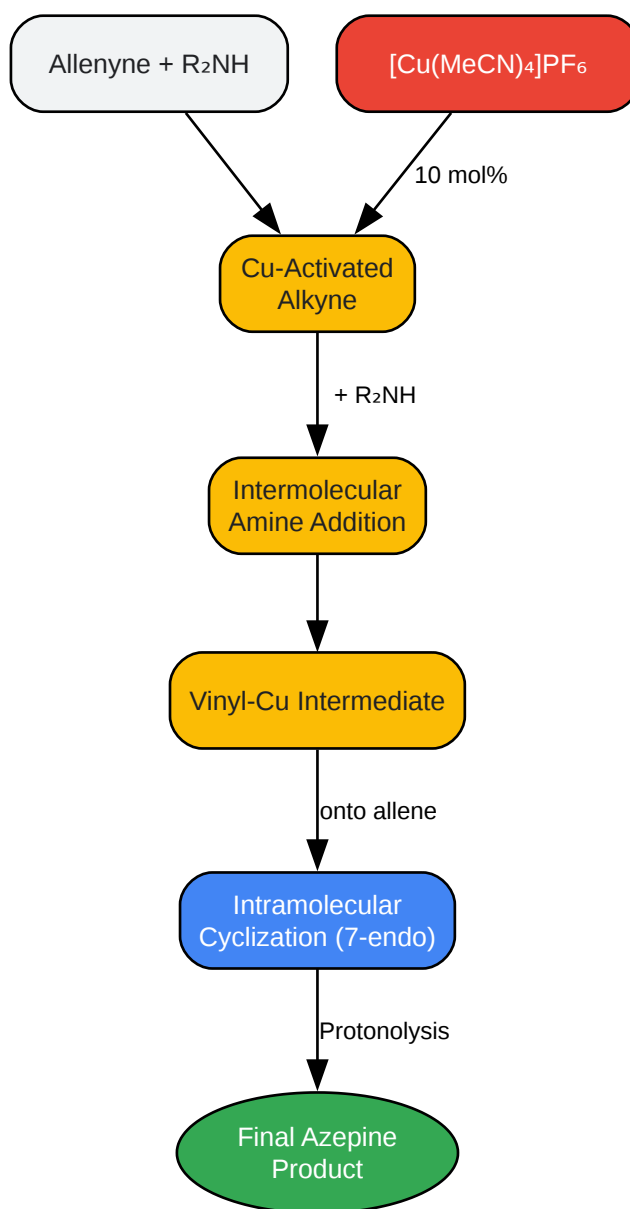 Allenyne + R₂NH
[Cu(MeCN)₄]PF₆
10 mol%
Cu-Activated
Alkyne
+ R₂NH
Intermolecular
Amine Addition
Vinyl-Cu Intermediate
onto allene
Intramolecular
Cyclization (7-endo)
Protonolysis
Final Azepine
Product